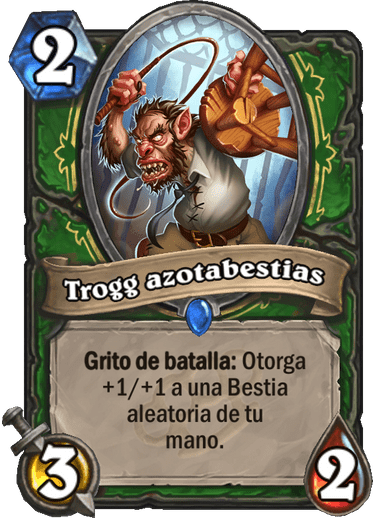 2
Trogg azotabestias
Grito de batalla: Otorga
+1/+1 a una Bestia
aleatoria de tu
mano.
3
2